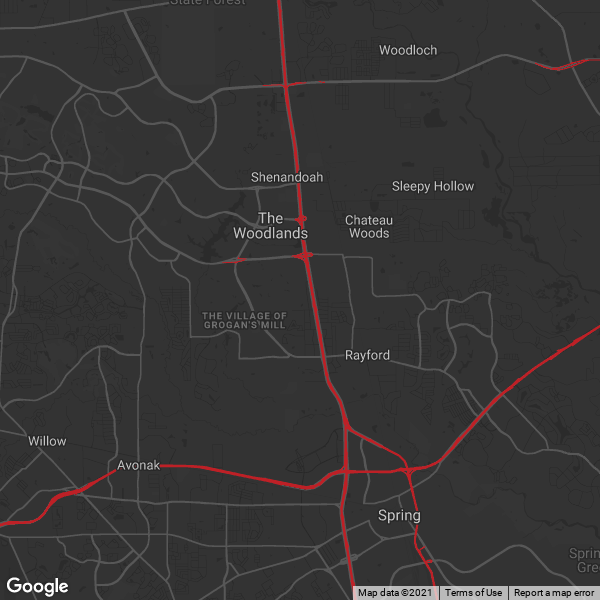 State Forest
Woodloch
Shenandoah
Sleepy Hollow
The
Woodlands
Chateau
Woods
THE VILLAGE OF
GROGAN'S MILL
Rayford
Willow
Avonak
Spring
Spring
Gree
Google
Map data ©2021
Terms of Use
Report a map error